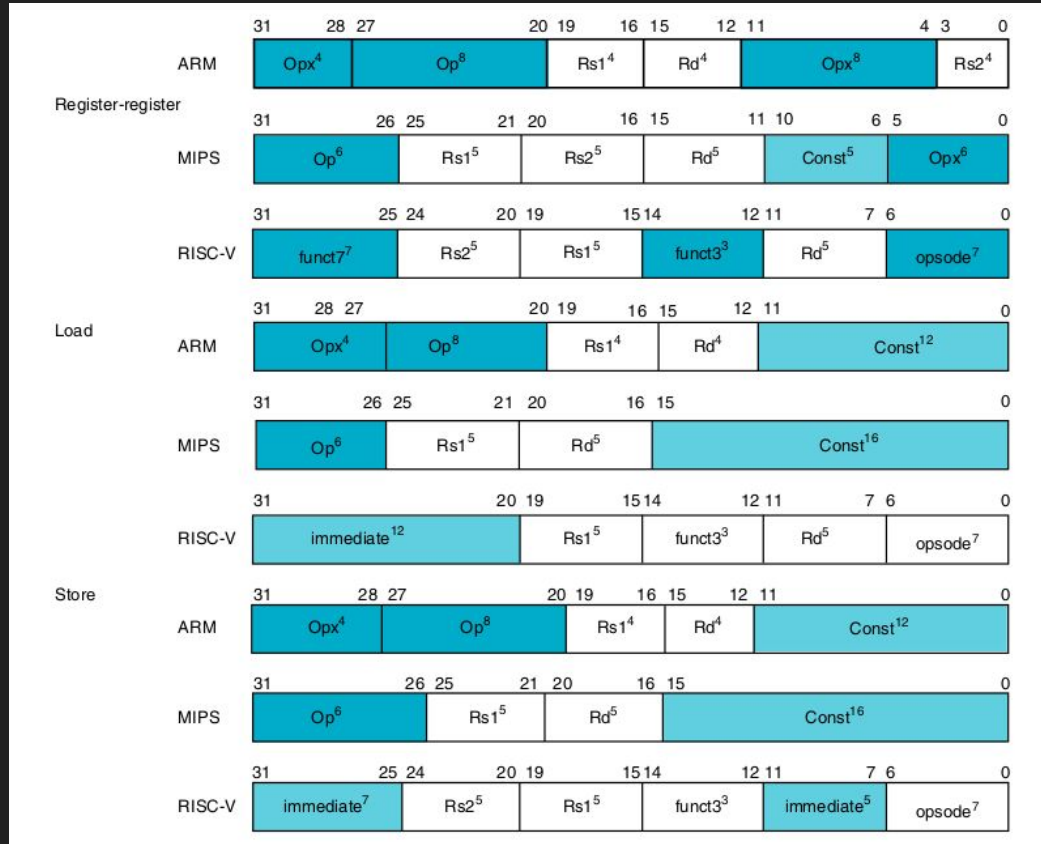 31 28 27 20 19 16 15 12 11 4 3 0
ARM Opx4 Op8 Rs14 Rd4 Opx8 Rs24
Register-register
31 26 25 21 20 16 15 11 10 6 5 0
MIPS Op6 Rs15 Rs25 Rd5 Const5 Opx6
31 25 24 20 19 15 14 12 11 7 6 0
RISC-V funct77 Rs25 Rs15 funct33 Rd5 opsode7
31 28 27 20 19 16 15 12 11 0
Load
ARM Opx4 Op8 Rs14 Rd4 Const12
31 26 25 21 20 16 15 0
MIPS Op6 Rs15 Rd5 Const16
31 20 19 15 14 12 11 7 6 0
RISC-V immediate12 Rs15 funct33 Rd5 opsode7
Store
31 28 27 20 19 16 15 12 11 0
ARM Opx4 Op8 Rs14 Rd4 Const12
31 26 25 21 20 16 15 0
MIPS Op6 Rs15 Rd5 Const16
31 25 24 20 19 15 14 12 11 7 6 0
RISC-V immediate7 Rs25 Rs15 funct33 immediate5 opsode7